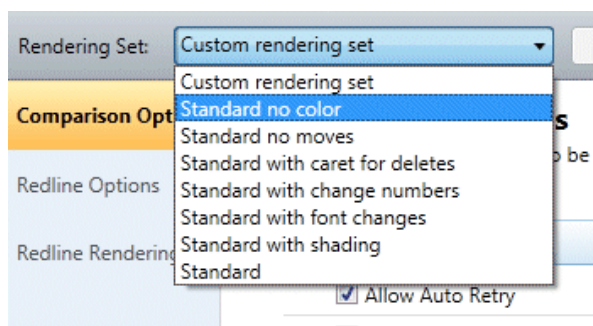 Rendering Set: Custom rendering set
Custom rendering set
Comparison Opt Standard no color s
Standard no moves
o be
Standard with caret for deletes
Redline Options Standard with change numbers
Standard with font changes
Redline Rendering Standard with shading
Standard
Allow Auto Retry